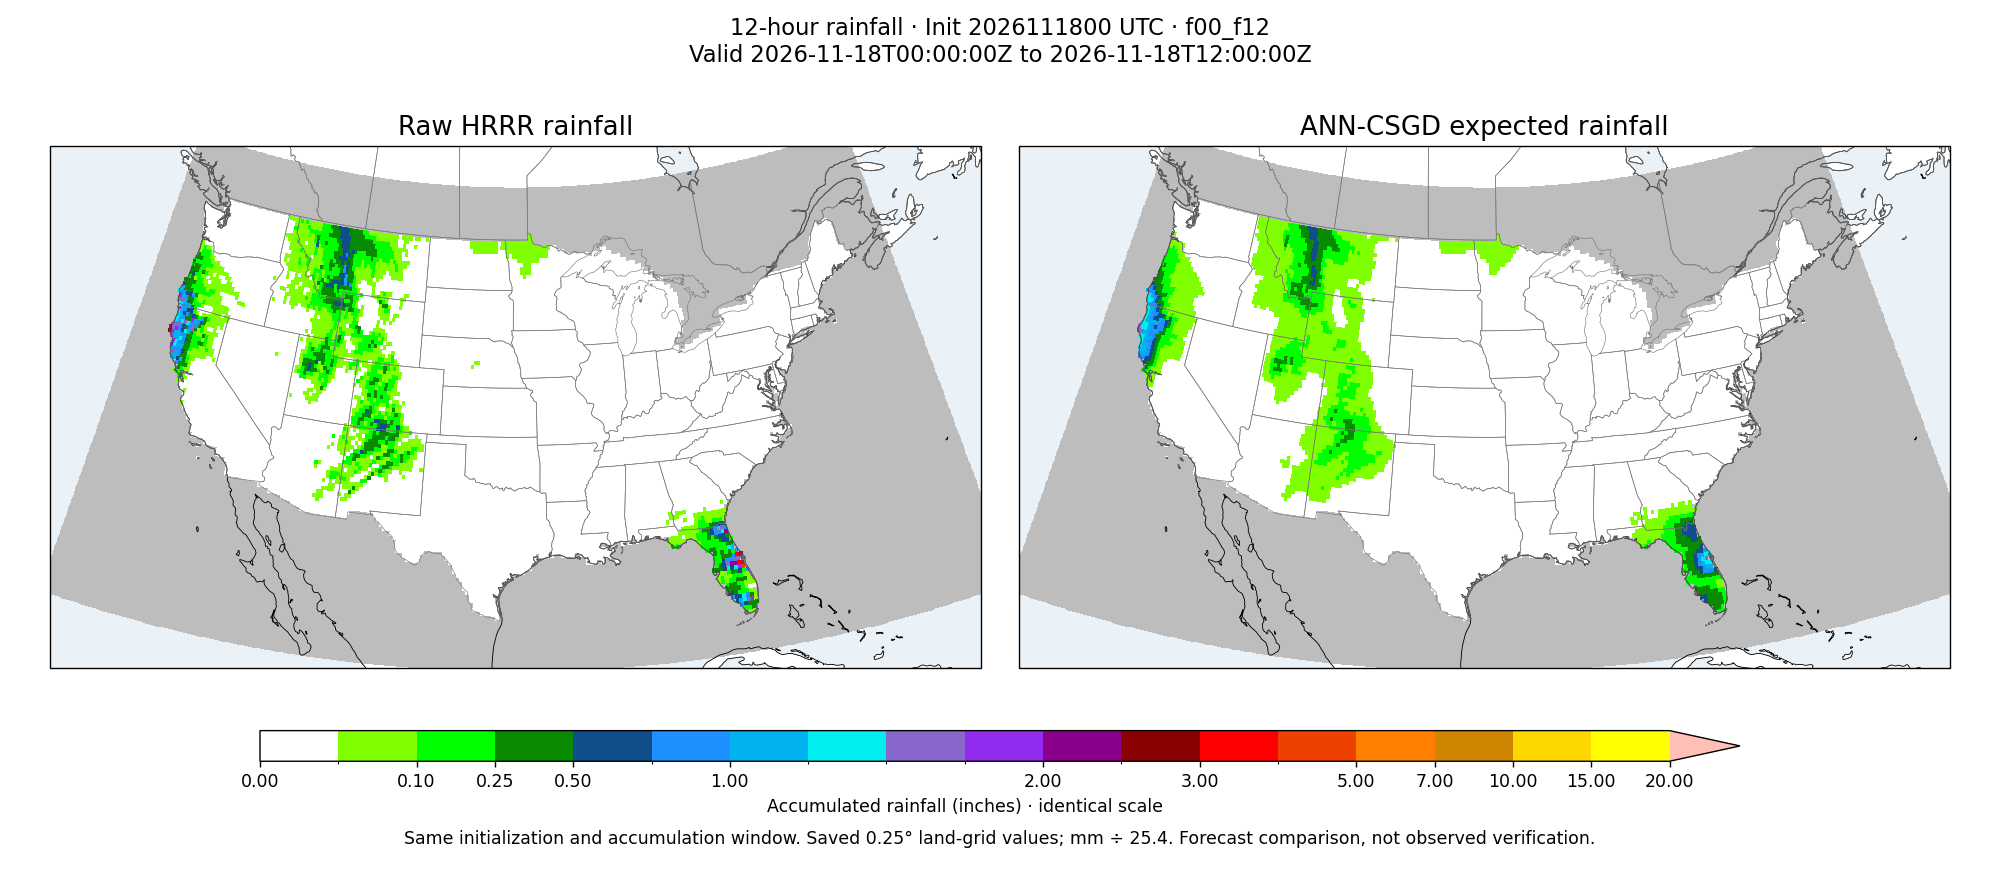 12-hour rainfall · Init 2026111800 UTC · f00_f12
Valid 2026-11-18T00:00:00Z to 2026-11-18T12:00:00Z
Raw HRRR rainfall
ANN-CSGD expected rainfall
0.00 0.10 0.25 0.50 1.00 2.00 3.00 5.00 7.00 10.00 15.00 20.00
Accumulated rainfall (inches) · identical scale
Same initialization and accumulation window. Saved 0.25° land-grid values; mm ÷ 25.4. Forecast comparison, not observed verification.